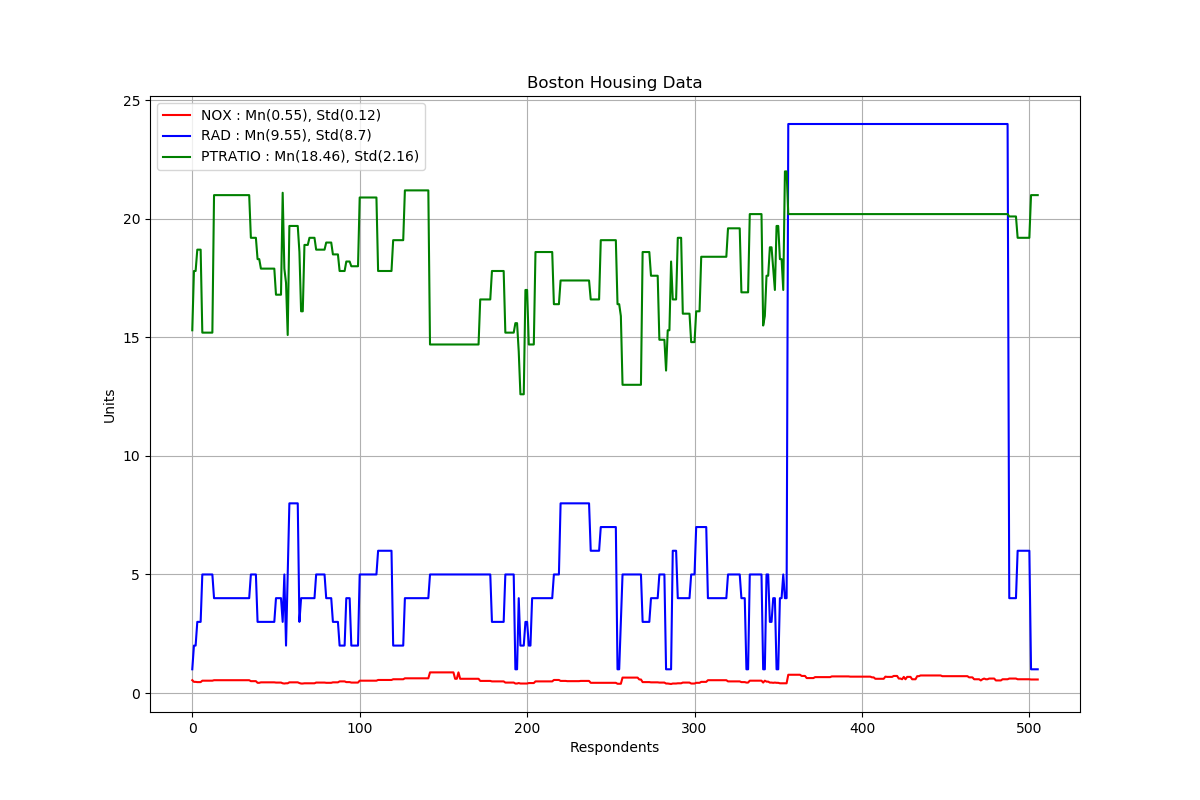 Boston Housing Data
NOX : Mn(0.55), Std(0.12)
RAD : Mn(9.55), Std(8.7)
PTRATIO : Mn(18.46), Std(2.16)
25
20
15
10
5
0
Units
0 100 200 300 400 500
Respondents